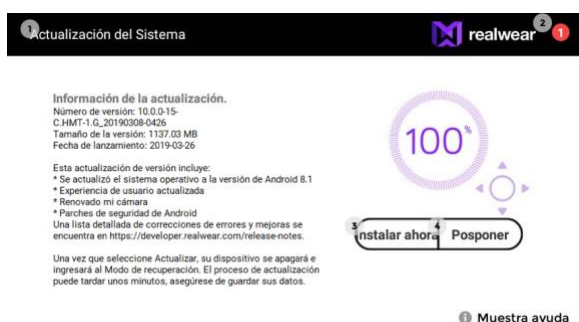 1
Actualización del Sistema
realwear
2
1
Información de la actualización.
Número de versión: 10.0.0-15-
C.HMT-1.G_20190308-0426
Tamaño de la versión: 1137.03 MB
Fecha de lanzamiento: 2019-03-26
Esta actualización de versión incluye:
* Se actualizó el sistema operativo a la versión de Android 8.1
* Experiencia de usuario actualizada
* Renovado mi cámara
* Parches de seguridad de Android
Una lista detallada de correcciones de errores y mejoras se
encuentra en https://developer.realwear.com/release-notes.
Una vez que seleccione Actualizar, su dispositivo se apagará e
ingresará al Modo de recuperación. El proceso de actualización
puede tardar unos minutos, asegúrese de guardar sus datos.
100%
3
Instalar ahora
4
Posponer
Muestra ayuda